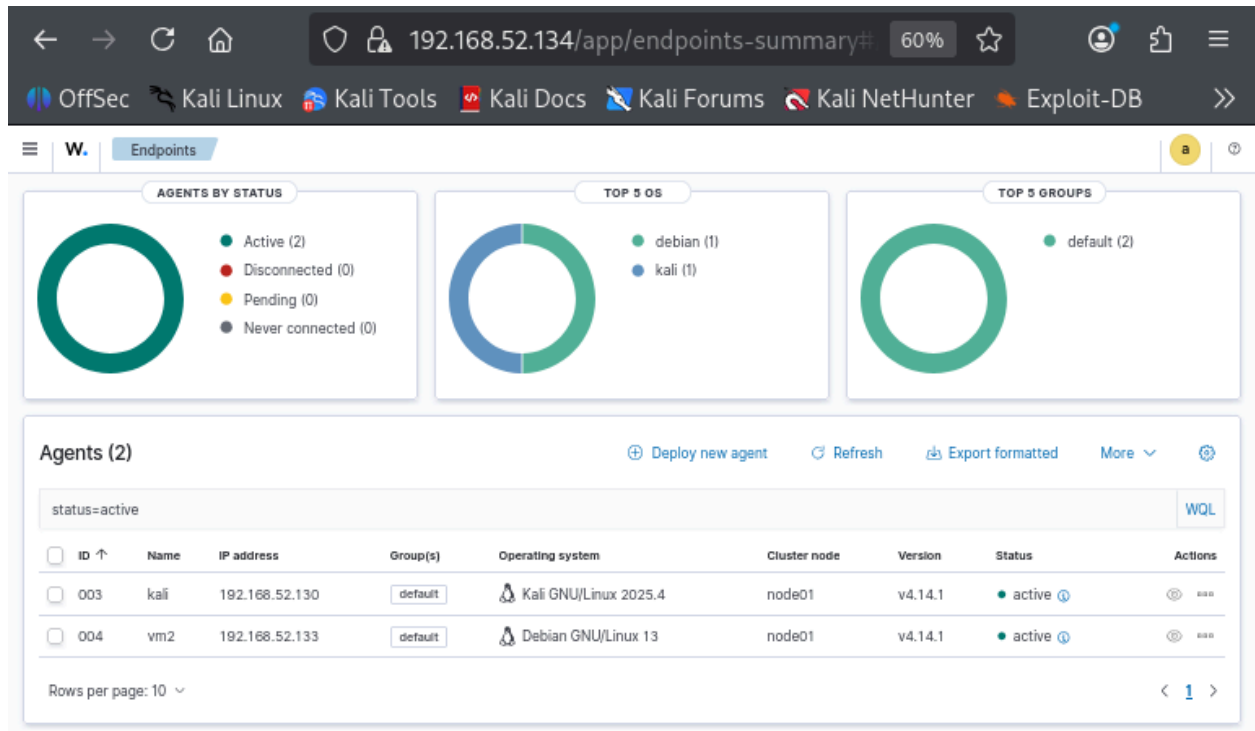 192.168.52.134/app/endpoints-summary# 60%
OffSec Kali Linux Kali Tools Kali Docs Kali Forums Kali NetHunter Exploit-DB
W. Endpoints a
AGENTS BY STATUS
Active (2)
Disconnected (0)
Pending (0)
Never connected (0)
TOP 5 OS
debian (1)
kali (1)
TOP 5 GROUPS
default (2)
Agents (2) Deploy new agent Refresh Export formatted More
status=active WQL
ID Name IP address Group(s) Operating system Cluster node Version Status Actions
003 kali 192.168.52.130 default Kali GNU/Linux 2025.4 node01 v4.14.1 active
004 vm2 192.168.52.133 default Debian GNU/Linux 13 node01 v4.14.1 active
Rows per page: 10 1